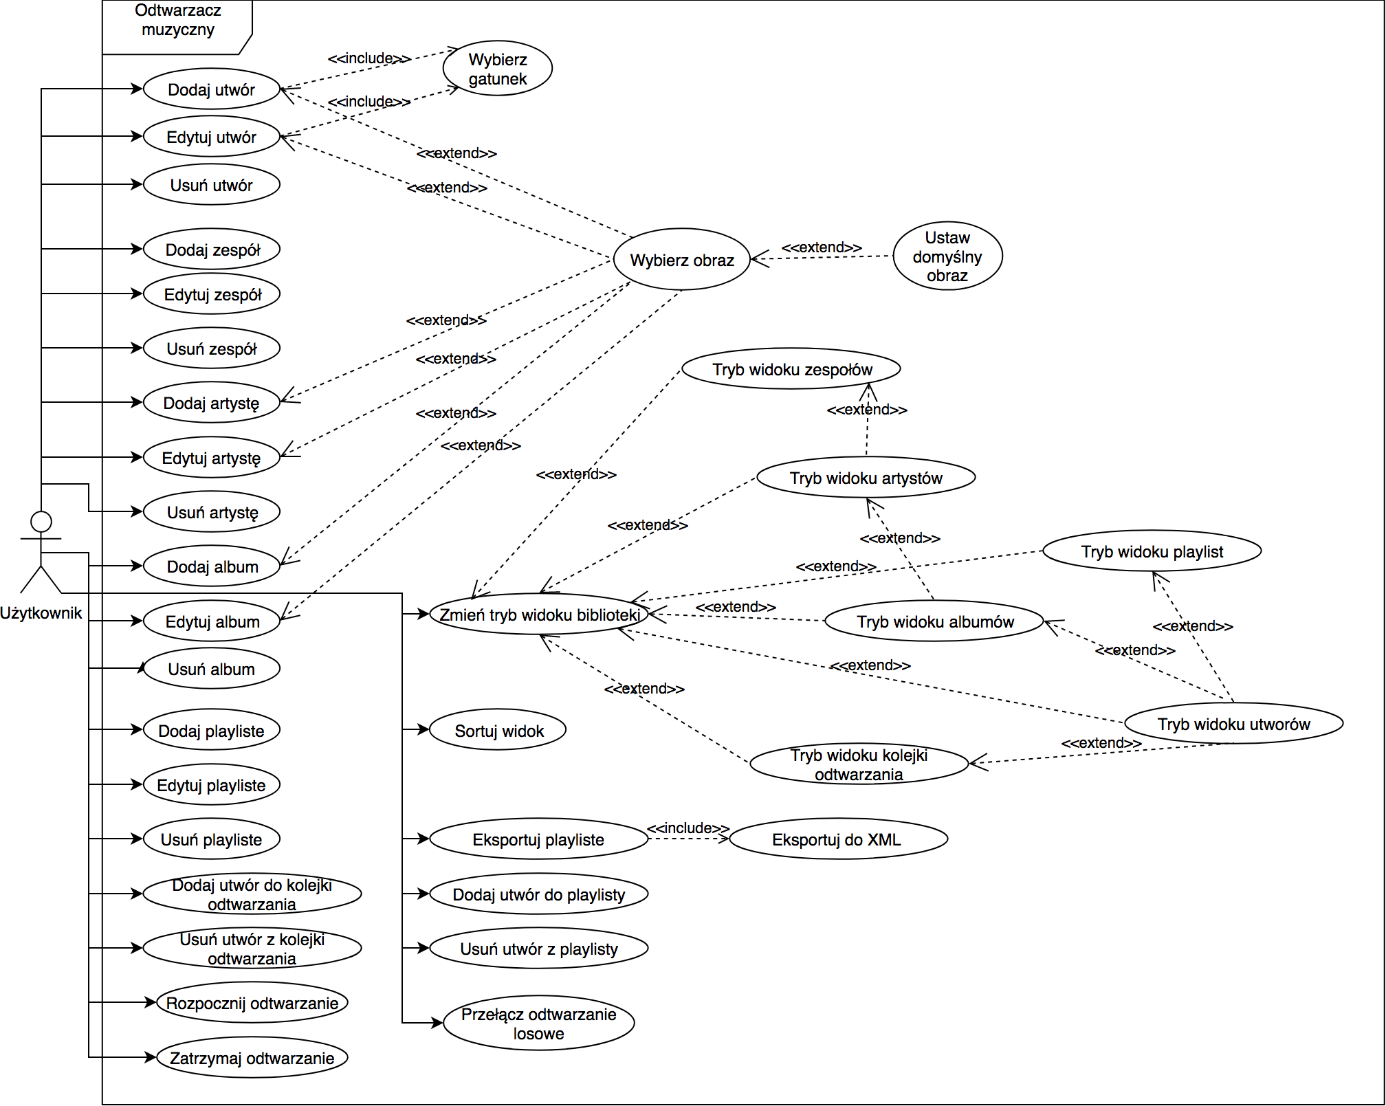 Odtwarzacz
muzyczny
<<include>>
Wybierz
gatunek
Dodaj utwór
<<include>>
Edytuj utwór
<<extend>>
Usuń utwór
<<extend>>
Dodaj zespół
Wybierz obraz
<<extend>>
Ustaw
domyślny
obraz
Edytuj zespół
<<extend>>
Usuń zespół
<<extend>>
Tryb widoku zespołów
Dodaj artystę
<<extend>>
<<extend>>
Edytuj artystę
<<extend>>
<<extend>>
Tryb widoku artystów
Usuń artystę
<<extend>>
<<extend>>
Tryb widoku playlist
Dodaj album
<<extend>>
Użytkownik
Edytuj album
Zmień tryb widoku biblioteki
<<extend>>
Tryb widoku albumów
<<extend>>
<<extend>>
Usuń album
<<extend>>
<<extend>>
Dodaj playliste
Sortuj widok
Tryb widoku utworów
<<extend>>
Tryb widoku kolejki
odtwarzania
Edytuj playliste
Usuń playliste
Eksportuj playliste
<<include>>
Eksportuj do XML
Dodaj utwór do kolejki
odtwarzania
Dodaj utwór do playlisty
Usuń utwór z kolejki
odtwarzania
Usuń utwór z playlisty
Rozpocznij odtwarzanie
Przełącz odtwarzanie
losowe
Zatrzymaj odtwarzanie